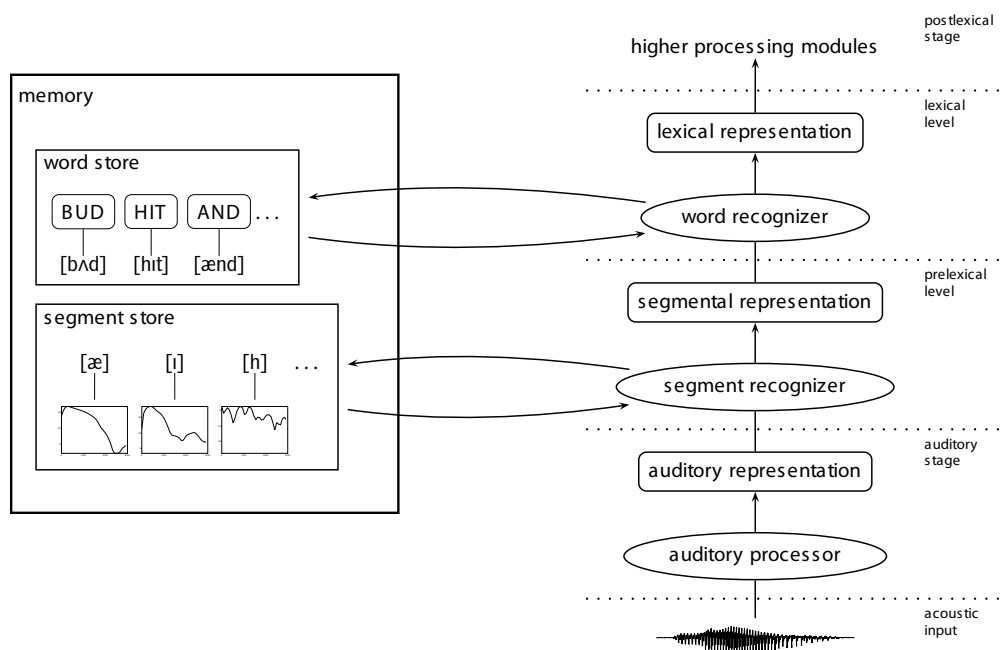 postlexical
stage
higher processing modules
memory
lexical
level
lexical representation
word store
BUD HIT AND ...
word recognizer
[bʌd] [hɪt] [ænd]
prelexical
level
segmental representation
segment store
[æ] [ɪ] [h] ...
segment recognizer
auditory
stage
auditory representation
auditory processor
acoustic
input